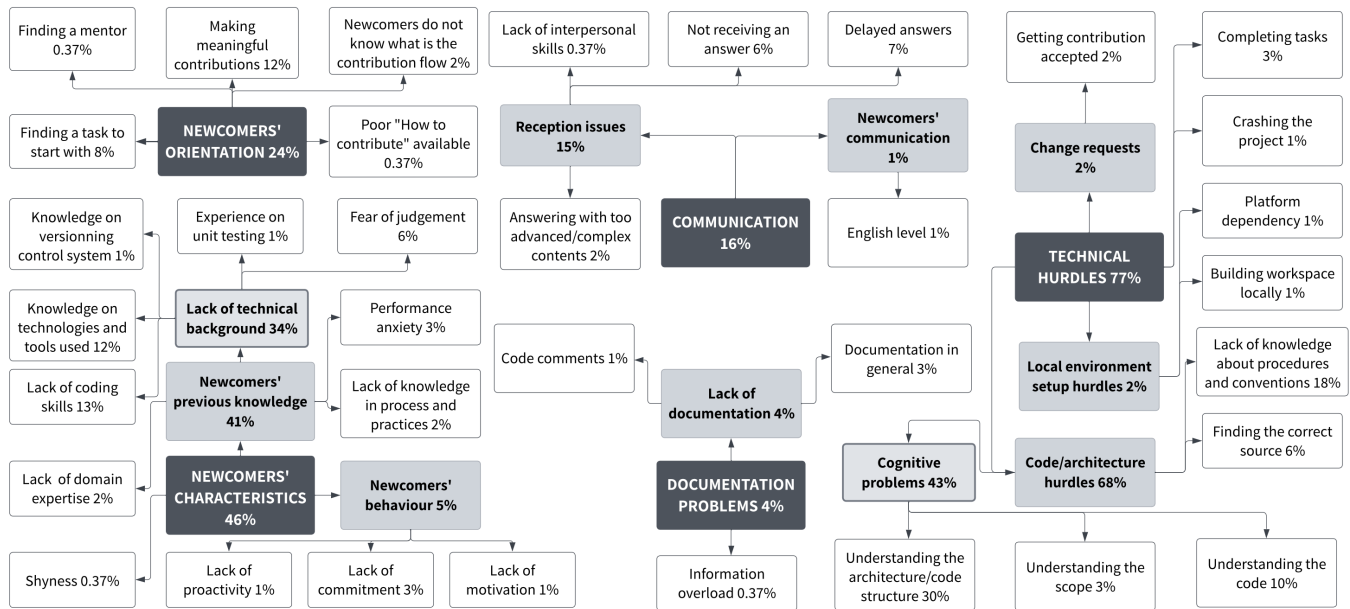 Finding a mentor
0.37%
Making
meaningful
contributions 12%
Newcomers do not
know what is the
contribution flow 2%
Finding a task to
start with 8%
NEWCOMERS'
ORIENTATION 24%
Poor "How to
contribute" available
0.37%
Lack of interpersonal
skills 0.37%
Not receiving an
answer 6%
Delayed answers
7%
Reception issues
15%
Newcomers'
communication
1%
Answering with too
advanced/complex
contents 2%
COMMUNICATION
16%
English level 1%
Getting contribution
accepted 2%
Completing tasks
3%
Change requests
2%
Crashing the
project 1%
Platform
dependency 1%
TECHNICAL
HURDLES 77%
Building workspace
locally 1%
Local environment
setup hurdles 2%
Lack of knowledge
about procedures
and conventions 18%
Finding the correct
source 6%
Cognitive
problems 43%
Code/architecture
hurdles 68%
Understanding the
architecture/code
structure 30%
Understanding the
scope 3%
Understanding the
code 10%
Knowledge on
versionning
control system 1%
Experience on
unit testing 1%
Fear of judgement
6%
Knowledge on
technologies and
tools used 12%
Lack of technical
background 34%
Performance
anxiety 3%
Lack of coding
skills 13%
Newcomers'
previous knowledge
41%
Lack of knowledge
in process and
practices 2%
Lack of domain
expertise 2%
NEWCOMERS'
CHARACTERISTICS
46%
Newcomers'
behaviour 5%
Shyness 0.37%
Lack of
proactivity 1%
Lack of
commitment 3%
Lack of
motivation 1%
Code comments 1%
Documentation in
general 3%
Lack of
documentation 4%
DOCUMENTATION
PROBLEMS 4%
Information
overload 0.37%